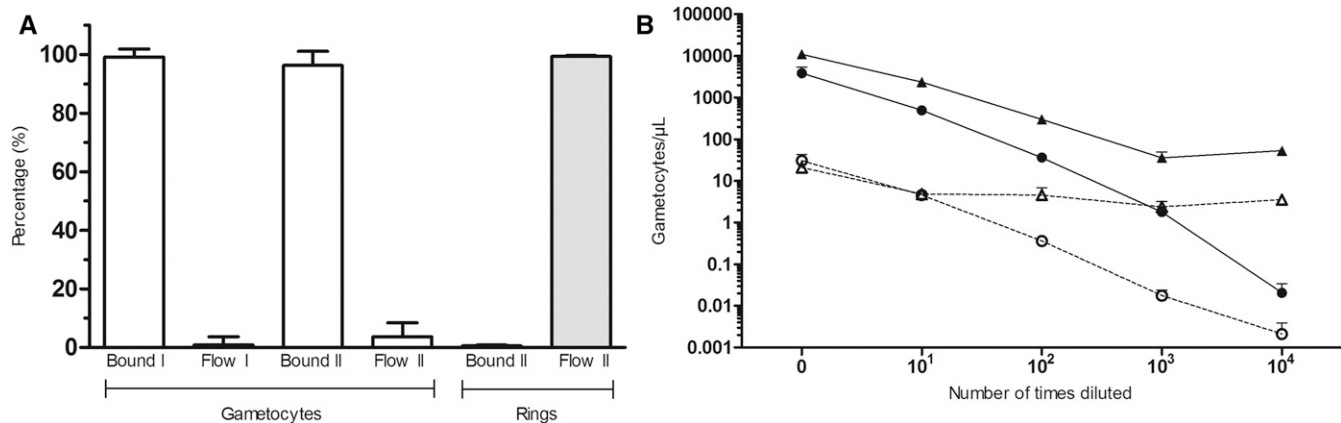 A
Percentage (%)
100
80
60
40
20
0
Bound I Flow I Bound II Flow II Bound II Flow II
Gametocytes Rings
B
Gametocytes/µL
100000
10000
1000
100
10
1
0.1
0.01
0.001
0 10¹ 10² 10³ 10⁴
Number of times diluted